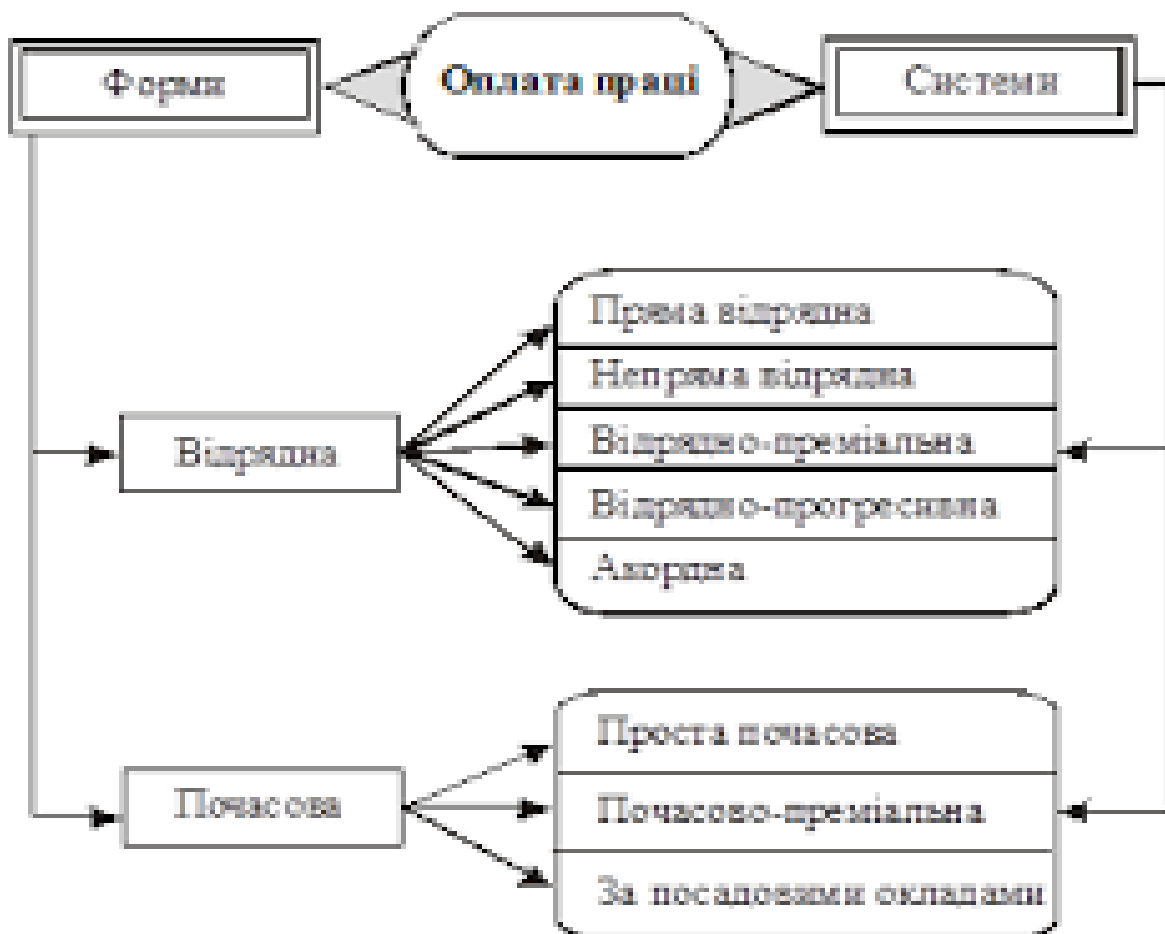 Форми
Оплата праці
Системи
Пряма відрядна
Непряма відрядна
Відрядна
Відрядно-преміальна
Відрядно-прогресивна
Акордна
Проста почасова
Почасова
Почасово-преміальна
За посадовими окладами